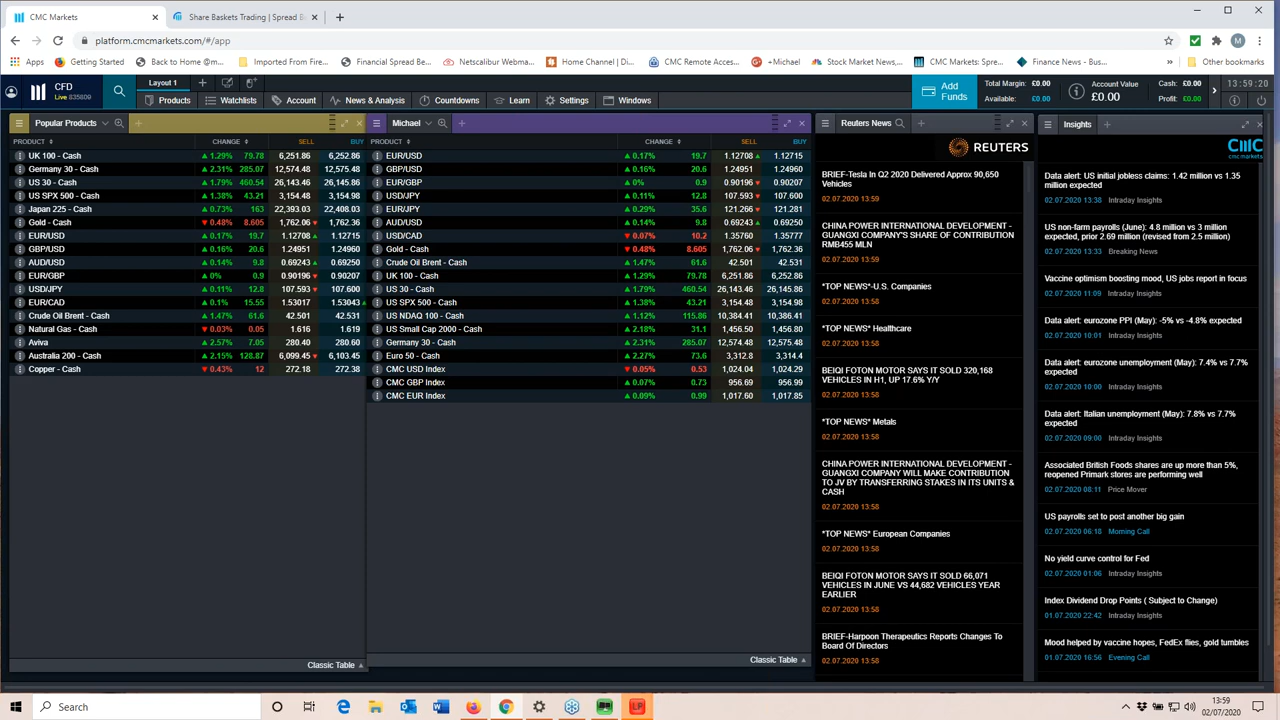 CMC Markets
Share Baskets Trading | Spread B
platform.cmcmarkets.com/#/app
Apps
Getting Started
Back to Home @m...
Imported From Firef...
Financial Spread Be...
Netscalibur Webma...
Home Channel | Di...
CMC Remote Acces...
+Michael
Stock Market News,...
CMC Markets: Spre...
Finance News - Bus...
»
Other bookmarks
CFD
Live 835809
Layout 1
Products
Watchlists
Account
News & Analysis
Countdowns
Learn
Settings
Windows
Add Funds
Total Margin: £0.00
Available: £0.00
Account Value
£0.00
Cash: £0.00
Profit: £0.00
13:59:20
Popular Products
PRODUCT CHANGE SELL BUY
UK 100 - Cash 1.29% 79.78 6,251.86 6,252.86
Germany 30 - Cash 2.31% 285.07 12,574.48 12,575.48
US 30 - Cash 1.79% 460.54 26,143.46 26,145.86
US SPX 500 - Cash 1.38% 43.21 3,154.48 3,154.98
Japan 225 - Cash 0.73% 163 22,398.03 22,408.03
Gold - Cash 0.48% 8.605 1,762.06 1,762.36
EUR/USD 0.17% 19.7 1.12708 1.12715
GBP/USD 0.16% 20.6 1.24951 1.24960
AUD/USD 0.14% 9.8 0.69243 0.69250
EUR/GBP 0% 0.9 0.90196 0.90207
USD/JPY 0.11% 12.8 107.593 107.600
EUR/CAD 0.1% 15.55 1.53017 1.53043
Crude Oil Brent - Cash 1.47% 61.6 42.501 42.531
Natural Gas - Cash 0.03% 0.05 1.616 1.619
Aviva 2.57% 7.05 280.40 280.80
Australia 200 - Cash 2.15% 128.87 6,099.45 6,103.45
Copper - Cash 0.43% 12 272.18 272.38
Classic Table
Michael
PRODUCT CHANGE SELL BUY
EUR/USD 0.17% 19.7 1.12708 1.12715
GBP/USD 0.16% 20.6 1.24951 1.24960
EUR/GBP 0% 0.9 0.90196 0.90207
USD/JPY 0.11% 12.8 107.593 107.600
EUR/JPY 0.29% 35.6 121.267 121.281
AUD/USD 0.14% 9.8 0.69243 0.69250
USD/CAD 0.07% 10.2 1.35760 1.35777
Gold - Cash 0.48% 8.605 1,762.06 1,762.36
Crude Oil Brent - Cash 1.47% 61.6 42.501 42.531
UK 100 - Cash 1.29% 79.78 6,251.86 6,252.86
US 30 - Cash 1.79% 460.54 26,143.46 26,145.86
US SPX 500 - Cash 1.38% 43.21 3,154.48 3,154.98
US NDAQ 100 - Cash 1.12% 115.86 10,384.41 10,386.41
US Small Cap 2000 - Cash 2.18% 31.1 1,456.50 1,456.80
Germany 30 - Cash 2.31% 285.07 12,574.48 12,575.48
Euro 50 - Cash 2.27% 73.6 3,312.8 3,314.4
CMC USD Index 0.05% 0.53 1,024.04 1,024.29
CMC GBP Index 0.07% 0.73 956.69 956.99
CMC EUR Index 0.09% 0.99 1,017.60 1,017.85
Classic Table
Reuters News
REUTERS
BRIEF-Tesla In Q2 2020 Delivered Approx 90,650
Vehicles
02.07.2020 13:59
CHINA POWER INTERNATIONAL DEVELOPMENT -
GUANGXI COMPANY'S SHARE OF CONTRIBUTION
RMB455 MLN
02.07.2020 13:59
*TOP NEWS*-U.S. Companies
02.07.2020 13:58
*TOP NEWS* Healthcare
02.07.2020 13:58
BEIQI FOTON MOTOR SAYS IT SOLD 320,168
VEHICLES IN H1, UP 17.6% Y/Y
02.07.2020 13:58
*TOP NEWS* Metals
02.07.2020 13:58
CHINA POWER INTERNATIONAL DEVELOPMENT -
GUANGXI COMPANY WILL MAKE CONTRIBUTION
TO JV BY TRANSFERRING STAKES IN ITS UNITS &
CASH
02.07.2020 13:58
*TOP NEWS* European Companies
02.07.2020 13:58
BEIQI FOTON MOTOR SAYS IT SOLD 66,071
VEHICLES IN JUNE VS 44,682 VEHICLES YEAR
EARLIER
02.07.2020 13:58
BRIEF-Harpoon Therapeutics Reports Changes To
Board Of Directors
02.07.2020 13:58
Insights
cmc markets
Data alert: US initial jobless claims: 1.42 million vs 1.35
million expected
02.07.2020 13:38 Intraday Insights
US non-farm payrolls (June): 4.8 million vs 3 million
expected, prior 2.69 million (revised from 2.5 million)
02.07.2020 13:33 Breaking News
Vaccine optimism boosting mood, US jobs report in focus
02.07.2020 11:09 Intraday Insights
Data alert: eurozone PPI (May): -5% vs -4.8% expected
02.07.2020 10:01 Intraday Insights
Data alert: eurozone unemployment (May): 7.4% vs 7.7%
expected
02.07.2020 10:00 Intraday Insights
Data alert: Italian unemployment (May): 7.8% vs 7.7%
expected
02.07.2020 09:00 Intraday Insights
Associated British Foods shares are up more than 5%,
reopened Primark stores are performing well
02.07.2020 08:11 Price Mover
US payrolls set to post another big gain
02.07.2020 06:18 Morning Call
No yield curve control for Fed
02.07.2020 01:06 Intraday Insights
Index Dividend Drop Points ( Subject to Change)
01.07.2020 22:42 Intraday Insights
Mood helped by vaccine hopes, FedEx flies, gold tumbles
01.07.2020 16:56 Evening Call
Search
13:59
02/07/2020